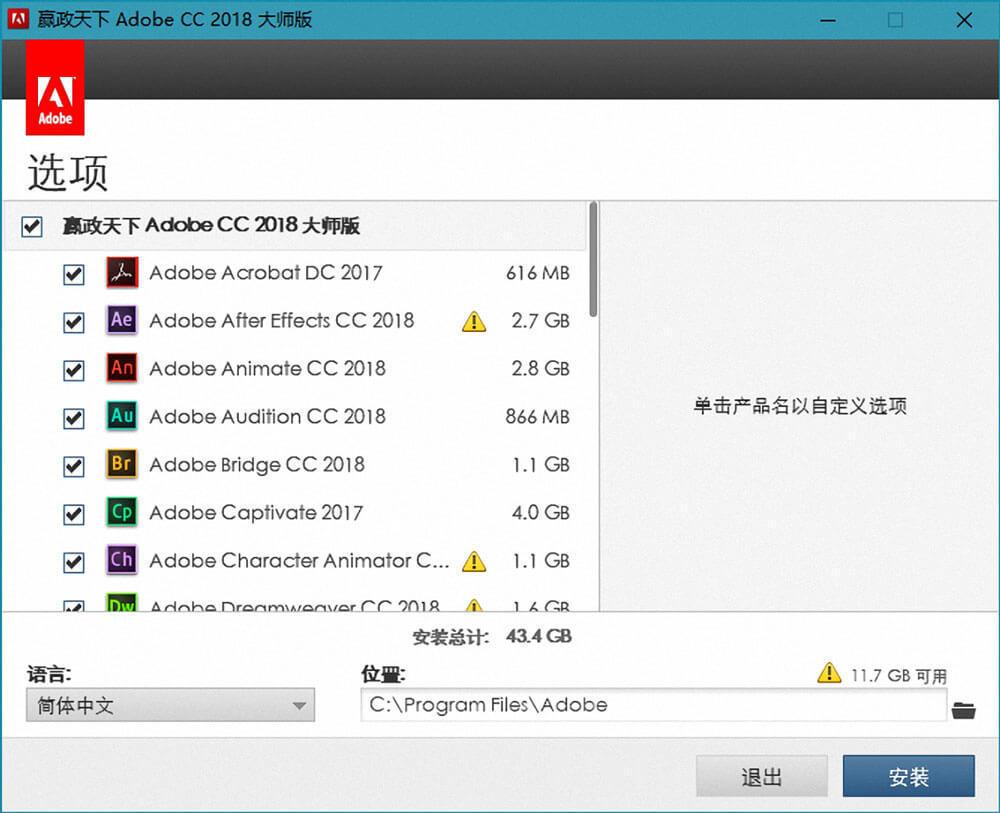 嬴政天下 Adobe CC 2018 大师版
Adobe
选项
嬴政天下 Adobe CC 2018 大师版
Adobe Acrobat DC 2017 616 MB
Ae Adobe After Effects CC 2018 2.7 GB
An Adobe Animate CC 2018 2.8 GB
Au Adobe Audition CC 2018 866 MB
Br Adobe Bridge CC 2018 1.1 GB
Cp Adobe Captivate 2017 4.0 GB
Ch Adobe Character Animator C... 1.1 GB
Dw Adobe Dreamweaver CC 2018 1.6 GB
单击产品名以自定义选项
安装总计: 43.4 GB
语言: 位置: 11.7 GB 可用
简体中文 C:\Program Files\Adobe
退出 安装